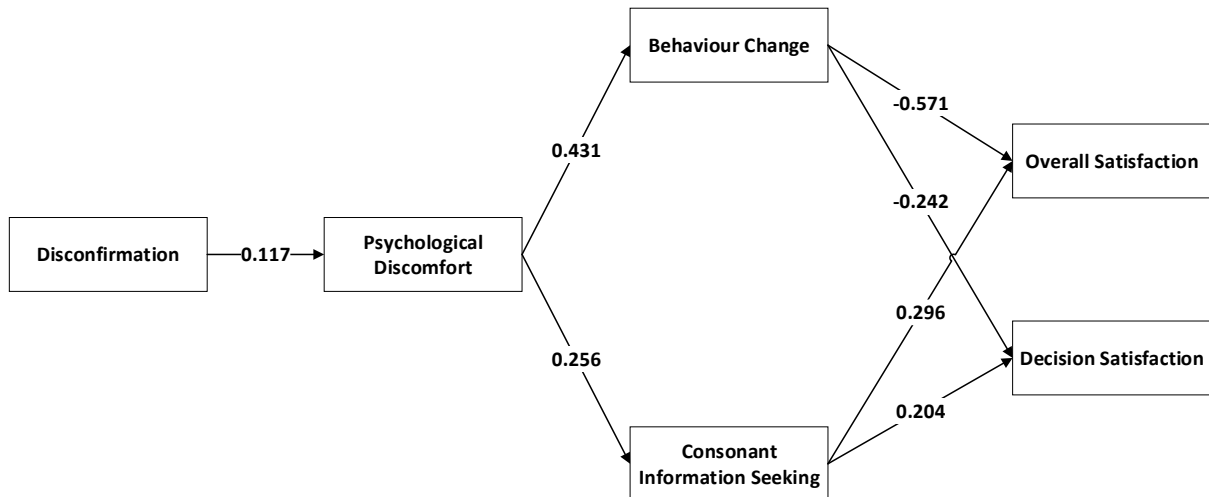 Behaviour Change
-0.571
Overall Satisfaction
0.431
-0.242
Disconfirmation
0.117
Psychological
Discomfort
0.296
0.256
Decision Satisfaction
0.204
Consonant
Information Seeking